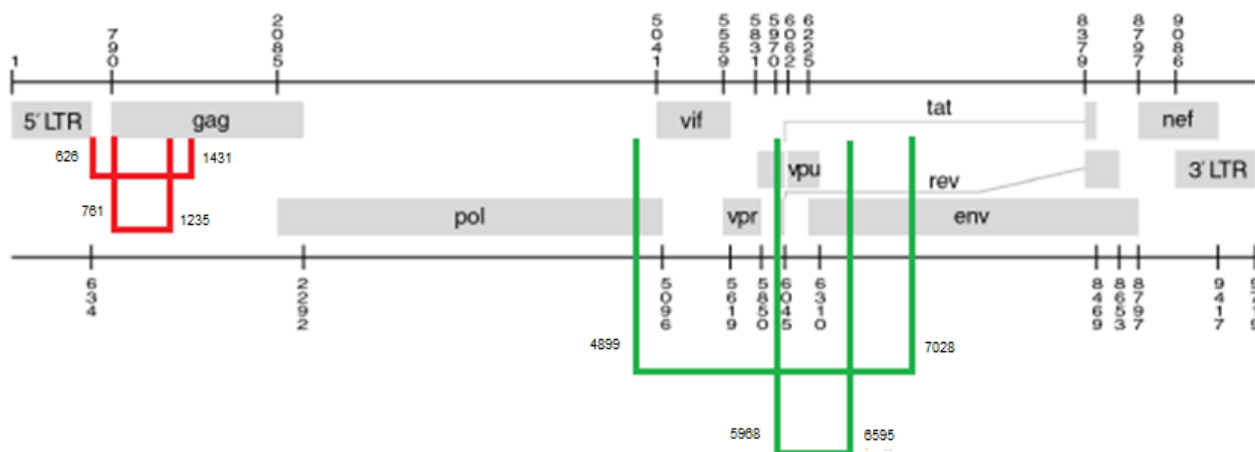 1 790 2085 5041 5559 5831 5970 6062 6225 8379 8797 9086
5' LTR gag vif tat nef
626 1431 vpu rev 3' LTR
761 1235 pol vpr env
634 2292 5096 5619 5850 6045 6310 8469 8653 8797 9417 9719
4899 7028
5968 6595